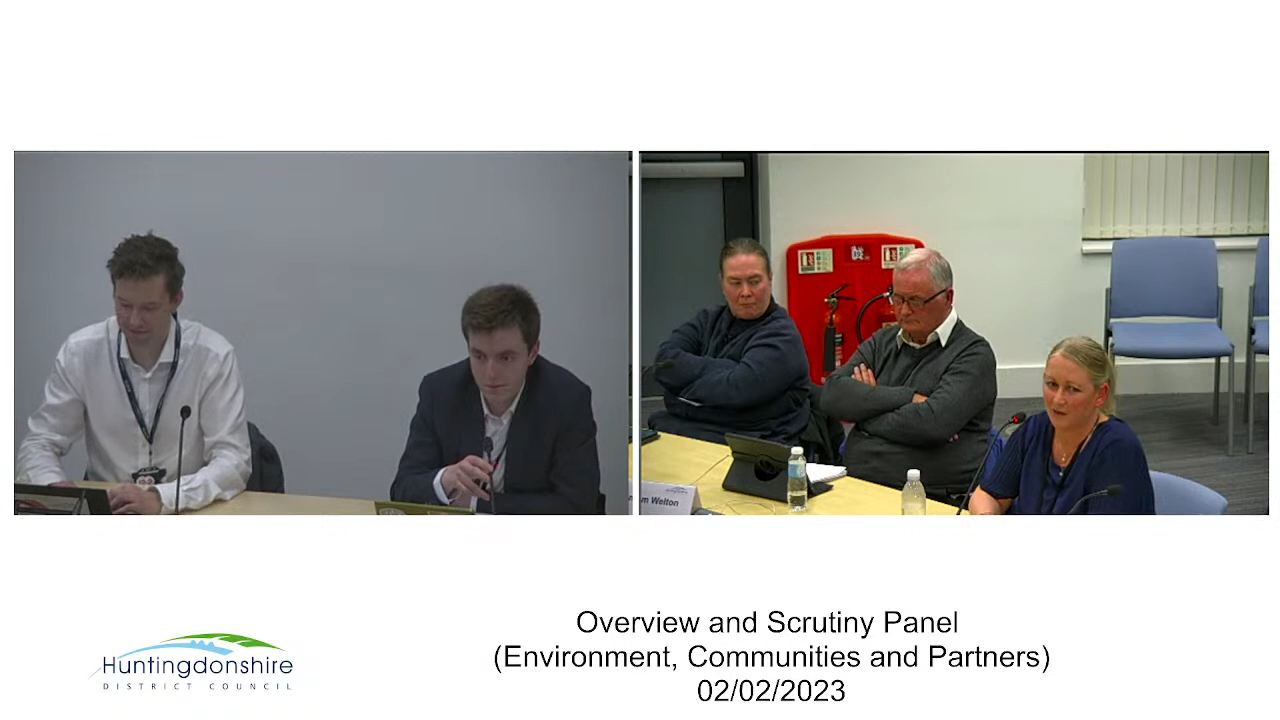 Welton
Huntingdonshire
DISTRICT COUNCIL
Overview and Scrutiny Panel
(Environment, Communities and Partners)
02/02/2023